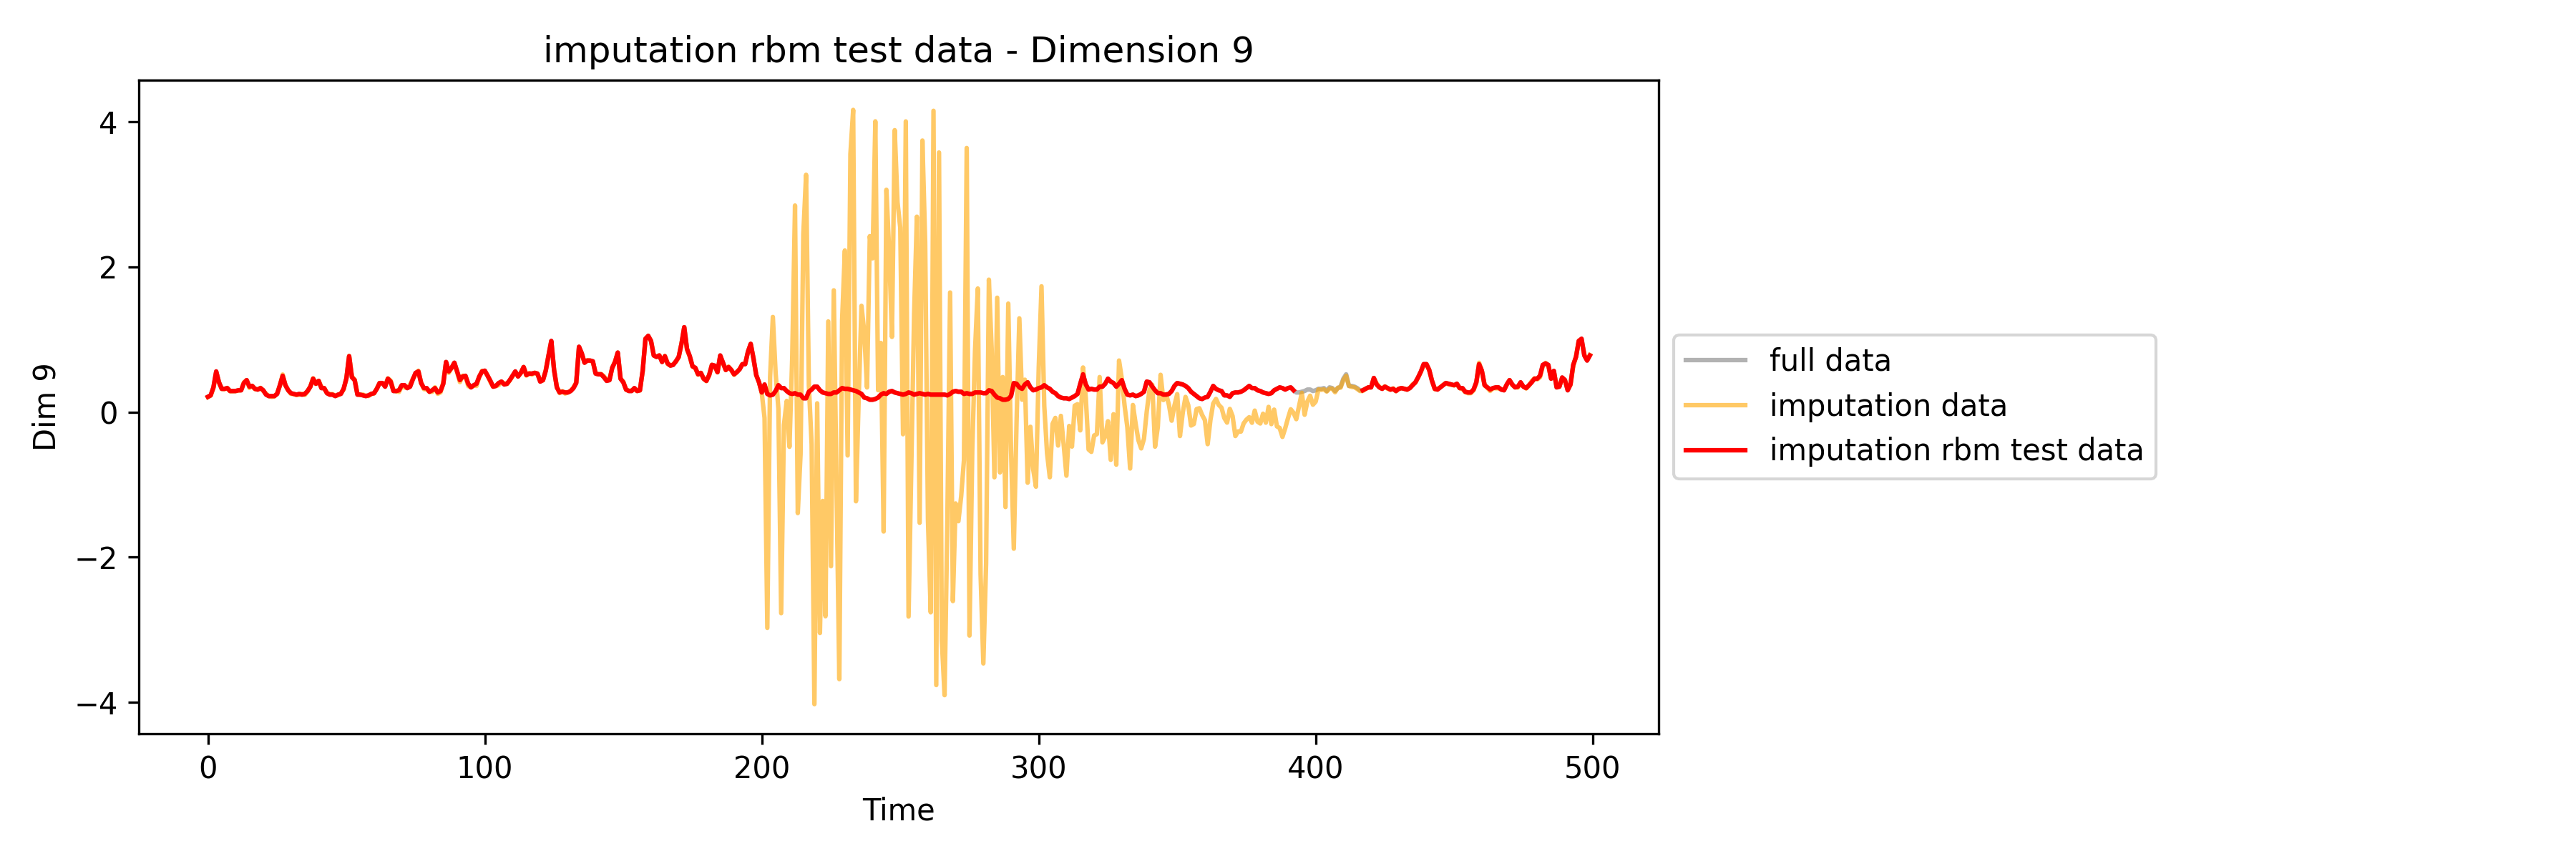 imputation rbm test data - Dimension 9
4
2
0
−2
−4
Dim 9
0 100 200 300 400 500
Time
full data
imputation data
imputation rbm test data